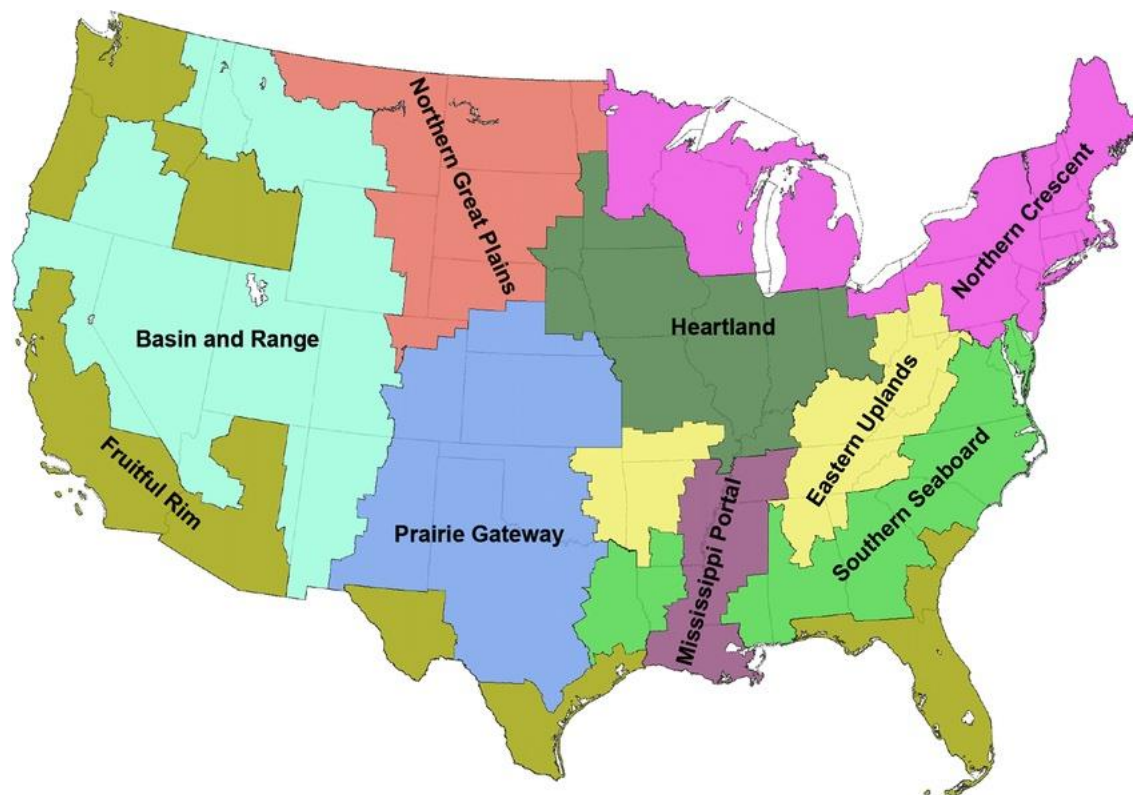 Northern Great Plains
Northern Crescent
Basin and Range
Heartland
Eastern Uplands
Fruitful Rim
Prairie Gateway
Mississippi Portal
Southern Seaboard